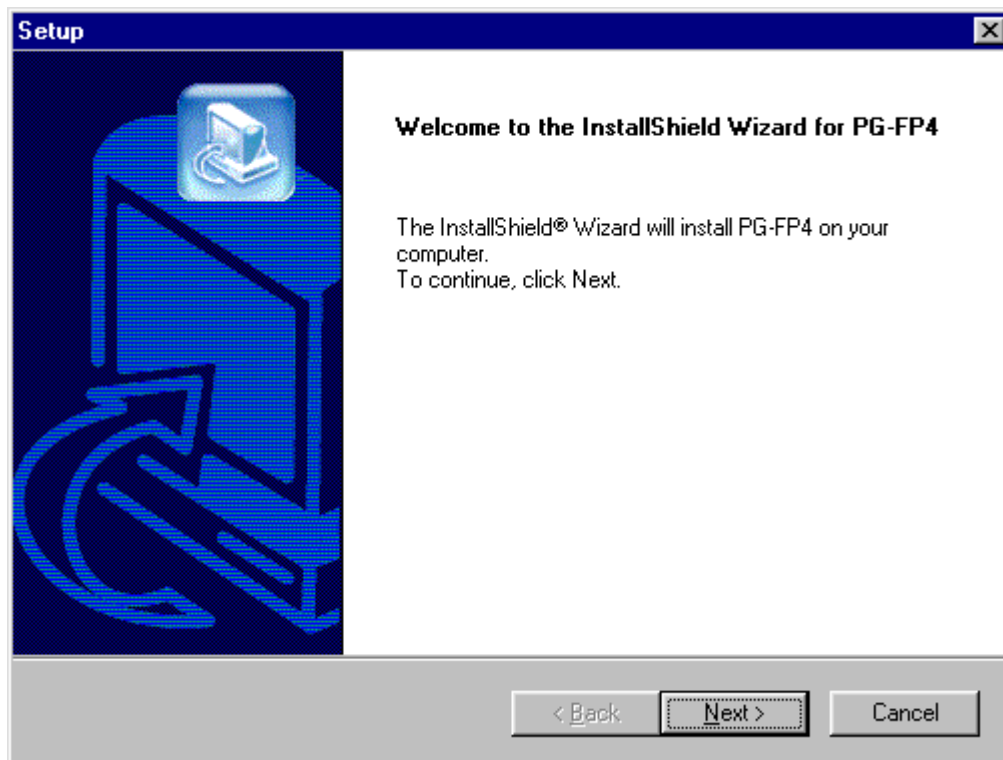 Setup
Welcome to the InstallShield Wizard for PG-FP4
The InstallShield® Wizard will install PG-FP4 on your
computer.
To continue, click Next.
< Back
Next >
Cancel